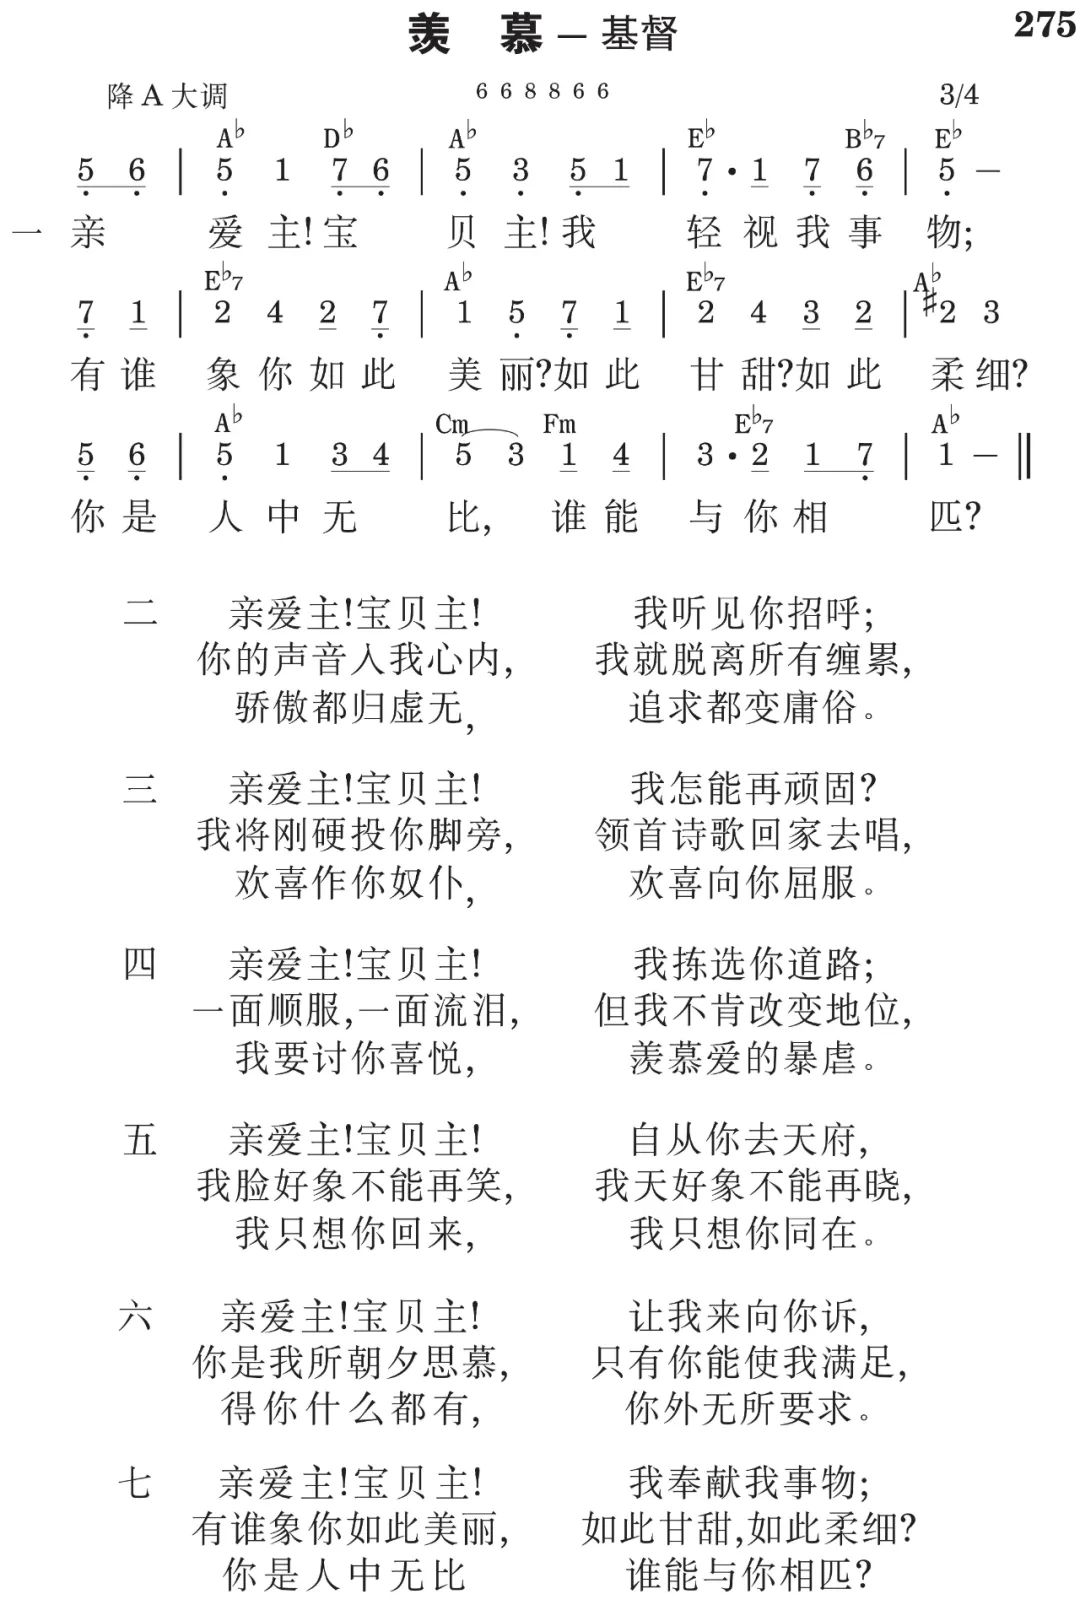 羡 慕 — 基督 275
降 A 大调 6 6 8 8 6 6 3/4
A♭ D♭ A♭ E♭ B♭7 E♭
5 6 | 5 1 7 6 | 5 3 5 1 | 7 · 1 7 6 | 5 —
一 亲 爱 主! 宝 贝 主! 我 轻 视 我 事 物;
E♭7 A♭ E♭7 A♭
7 1 | 2 4 2 7 | 1 5 7 1 | 2 4 3 2 | ♯2 3
有 谁 象 你 如 此 美 丽? 如 此 甘 甜? 如 此 柔 细?
A♭ Cm Fm E♭7 A♭
5 6 | 5 1 3 4 | 5 3 1 4 | 3 · 2 1 7 | 1 — ‖
你 是 人 中 无 比, 谁 能 与 你 相 匹?
二 亲爱主!宝贝主! 我听见你招呼;
你的声音入我心内, 我就脱离所有缠累,
骄傲都归虚无, 追求都变庸俗。
三 亲爱主!宝贝主! 我怎能再顽固?
我将刚硬投你脚旁, 领首诗歌回家去唱,
欢喜作你奴仆, 欢喜向你屈服。
四 亲爱主!宝贝主! 我拣选你道路;
一面顺服,一面流泪, 但我不肯改变地位,
我要讨你喜悦, 羡慕爱的暴虐。
五 亲爱主!宝贝主! 自从你去天府,
我脸好象不能再笑, 我天好象不能再晓,
我只想你回来, 我只想你同在。
六 亲爱主!宝贝主! 让我来向你诉,
你是我所朝夕思慕, 只有你能使我满足,
得你什么都有, 你外无所要求。
七 亲爱主!宝贝主! 我奉献我事物;
有谁象你如此美丽, 如此甘甜,如此柔细?
你是人中无比 谁能与你相匹?